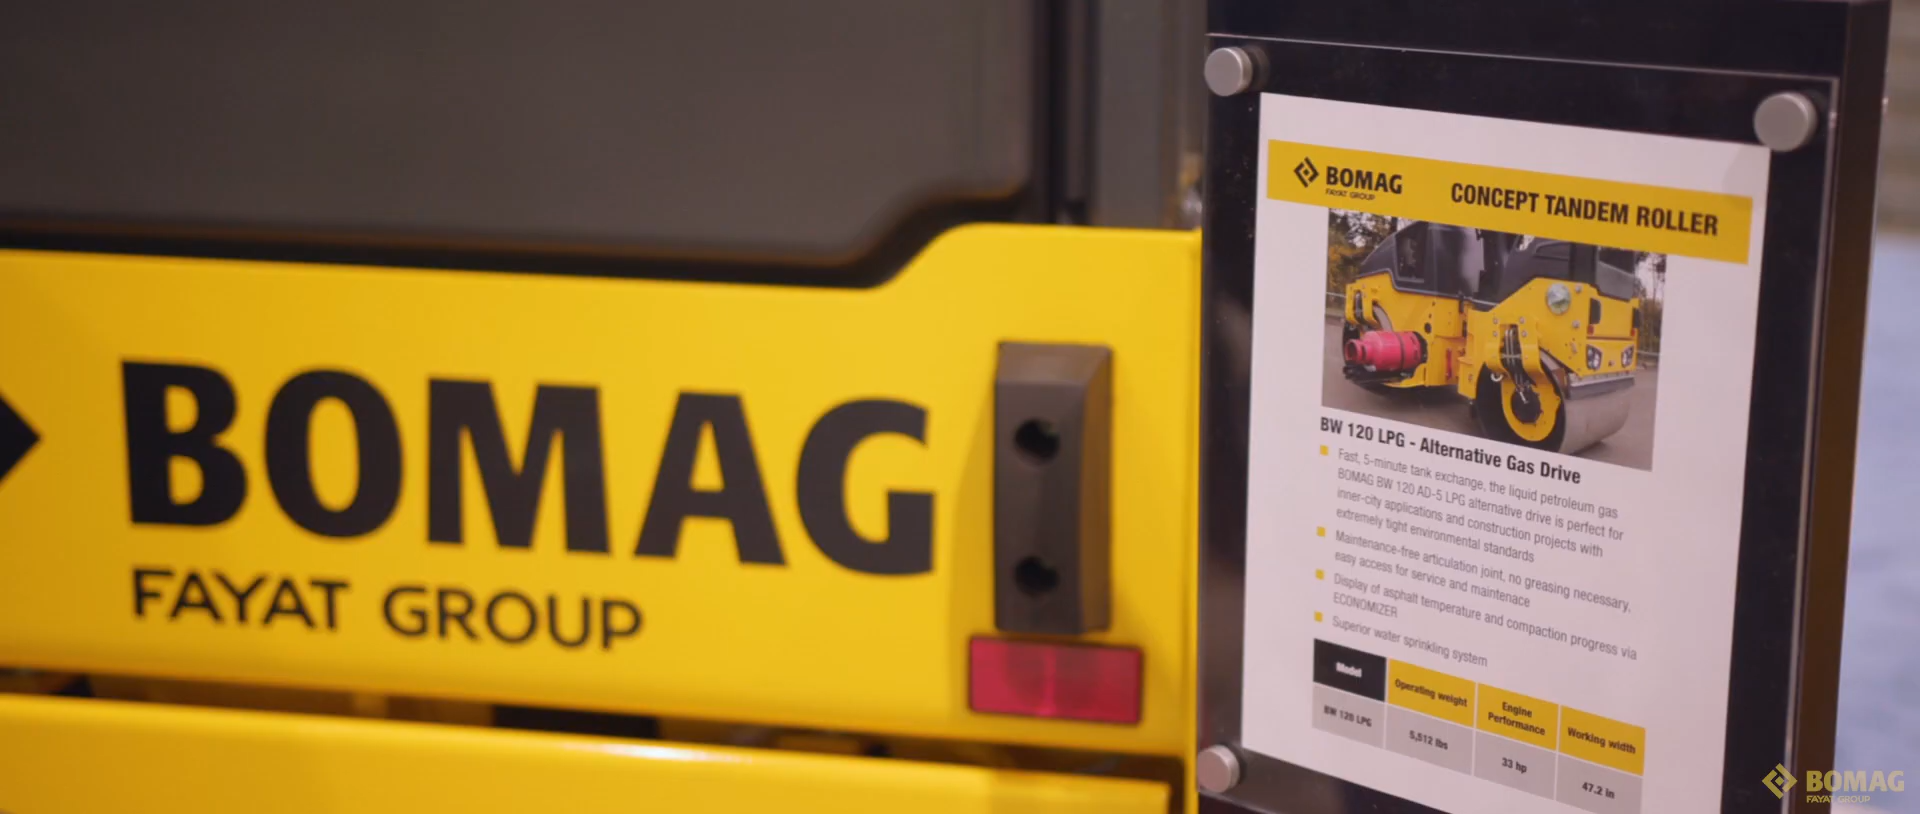 BOMAG
FAYAT GROUP
BOMAG
FAYAT GROUP
CONCEPT TANDEM ROLLER
BW 120 LPG - Alternative Gas Drive
Fast, 5-minute tank exchange, the liquid petroleum gas
BOMAG BW 120 AD-5 LPG alternative drive is perfect for
inner-city applications and construction projects with
extremely tight environmental standards
Maintenance-free articulation joint, no greasing necessary,
easy access for service and maintenace
Display of asphalt temperature and compaction progress via
ECONOMIZER
Superior water sprinkling system
Model
Operating weight
Engine
Performance
Working width
BW 120 LPG
5,512 lbs
33 hp
47.2 in
BOMAG
FAYAT GROUP